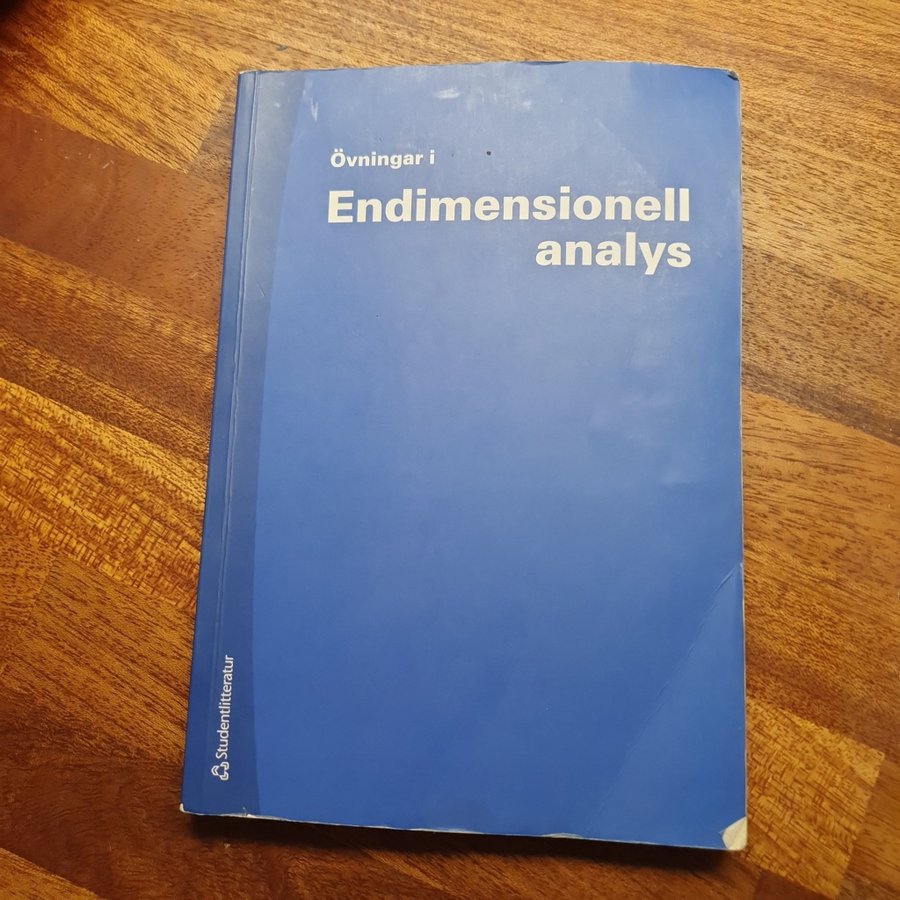 Övningar i
Endimensionell
analys
Studentlitteratur